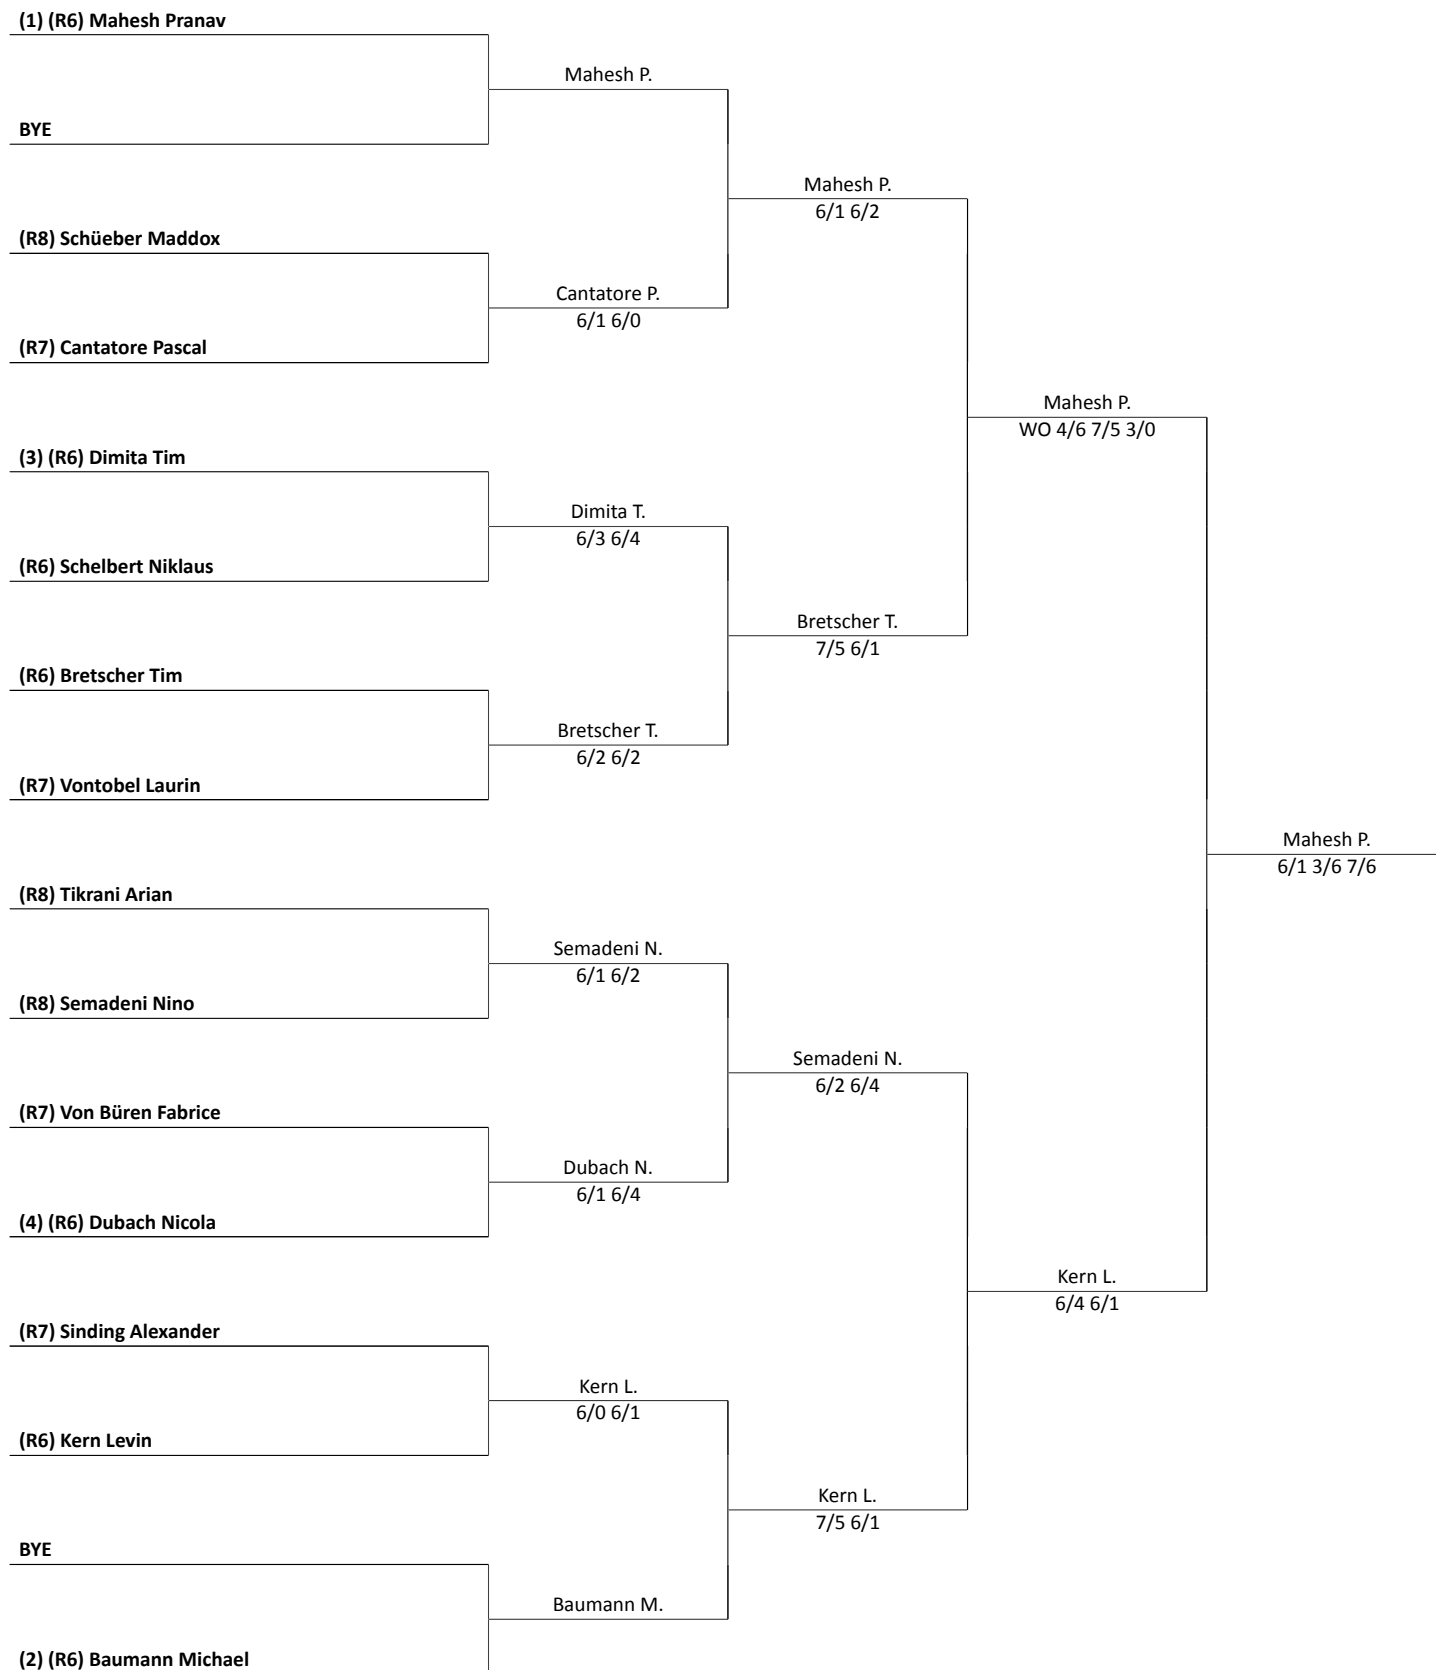 (1) (R6) Mahesh Pranav
Mahesh P.
BYE
Mahesh P.
6/1 6/2
(R8) Schüeber Maddox
Cantatore P.
6/1 6/0
(R7) Cantatore Pascal
Mahesh P.
WO 4/6 7/5 3/0
(3) (R6) Dimita Tim
Dimita T.
6/3 6/4
(R6) Schelbert Niklaus
Bretscher T.
7/5 6/1
(R6) Bretscher Tim
Bretscher T.
6/2 6/2
(R7) Vontobel Laurin
Mahesh P.
6/1 3/6 7/6
(R8) Tikrani Arian
Semadeni N.
6/1 6/2
(R8) Semadeni Nino
Semadeni N.
6/2 6/4
(R7) Von Büren Fabrice
Dubach N.
6/1 6/4
(4) (R6) Dubach Nicola
Kern L.
6/4 6/1
(R7) Sinding Alexander
Kern L.
6/0 6/1
(R6) Kern Levin
Kern L.
7/5 6/1
BYE
Baumann M.
(2) (R6) Baumann Michael